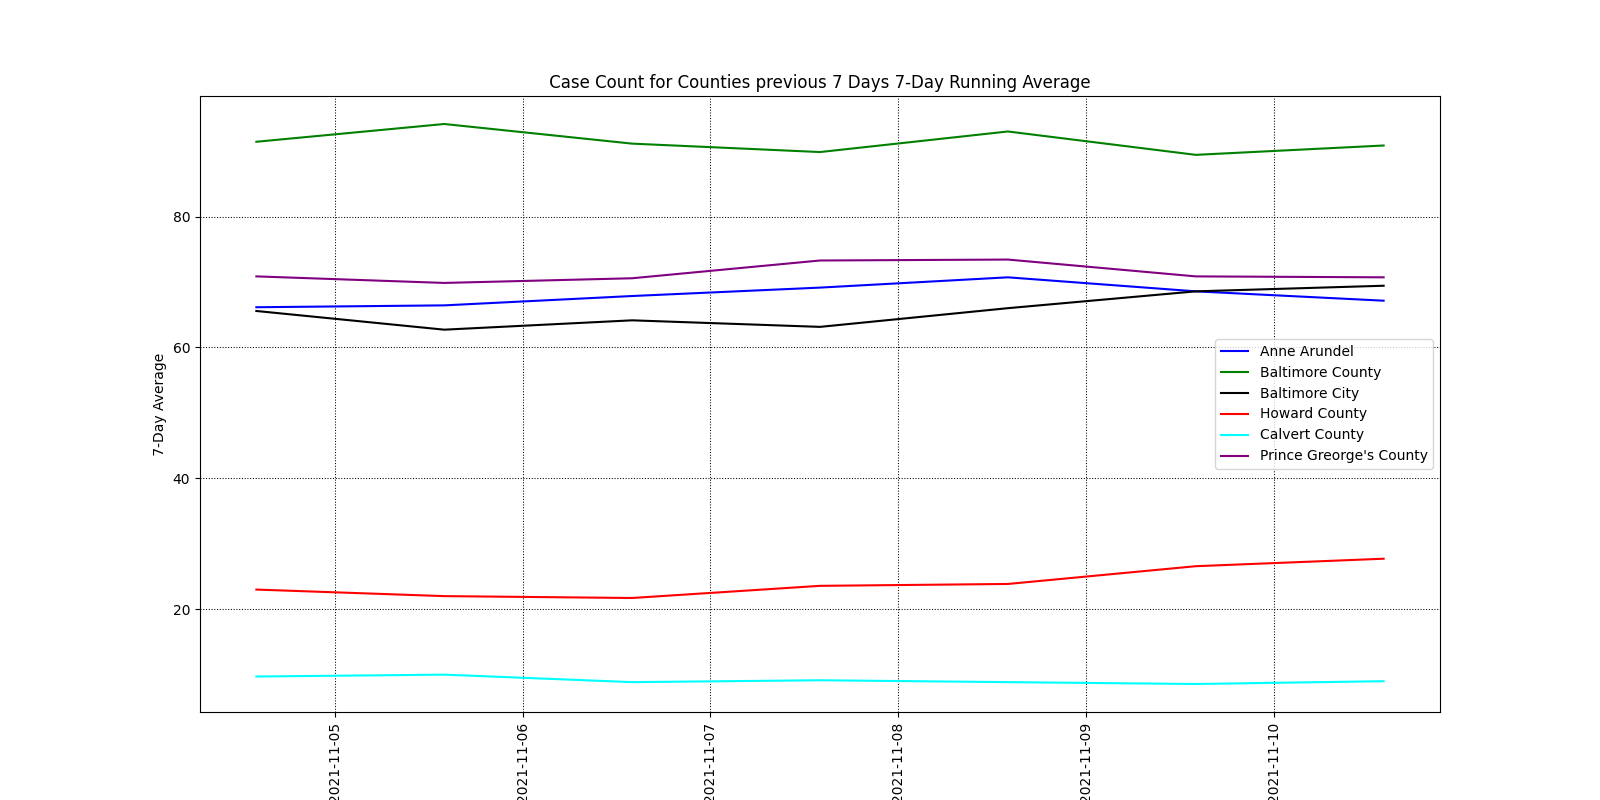 Case Count for Counties previous 7 Days 7-Day Running Average
7-Day Average
80
60
40
20
Anne Arundel
Baltimore County
Baltimore City
Howard County
Calvert County
Prince Greorge's County
2021-11-05
2021-11-06
2021-11-07
2021-11-08
2021-11-09
2021-11-10